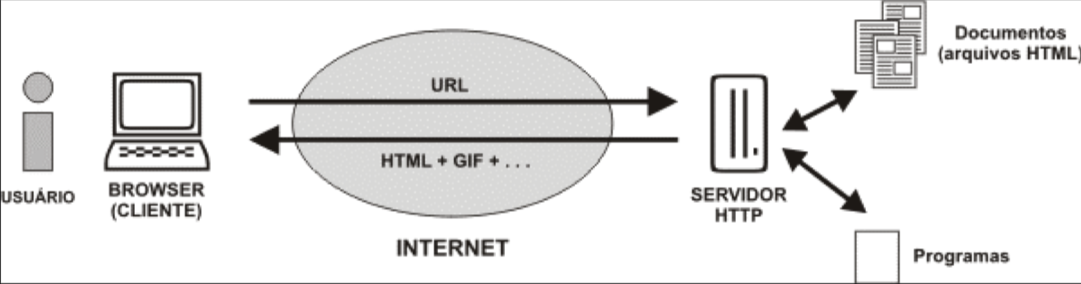 USUÁRIO
BROWSER
(CLIENTE)
URL
HTML + GIF + . . .
INTERNET
SERVIDOR
HTTP
Documentos
(arquivos HTML)
Programas